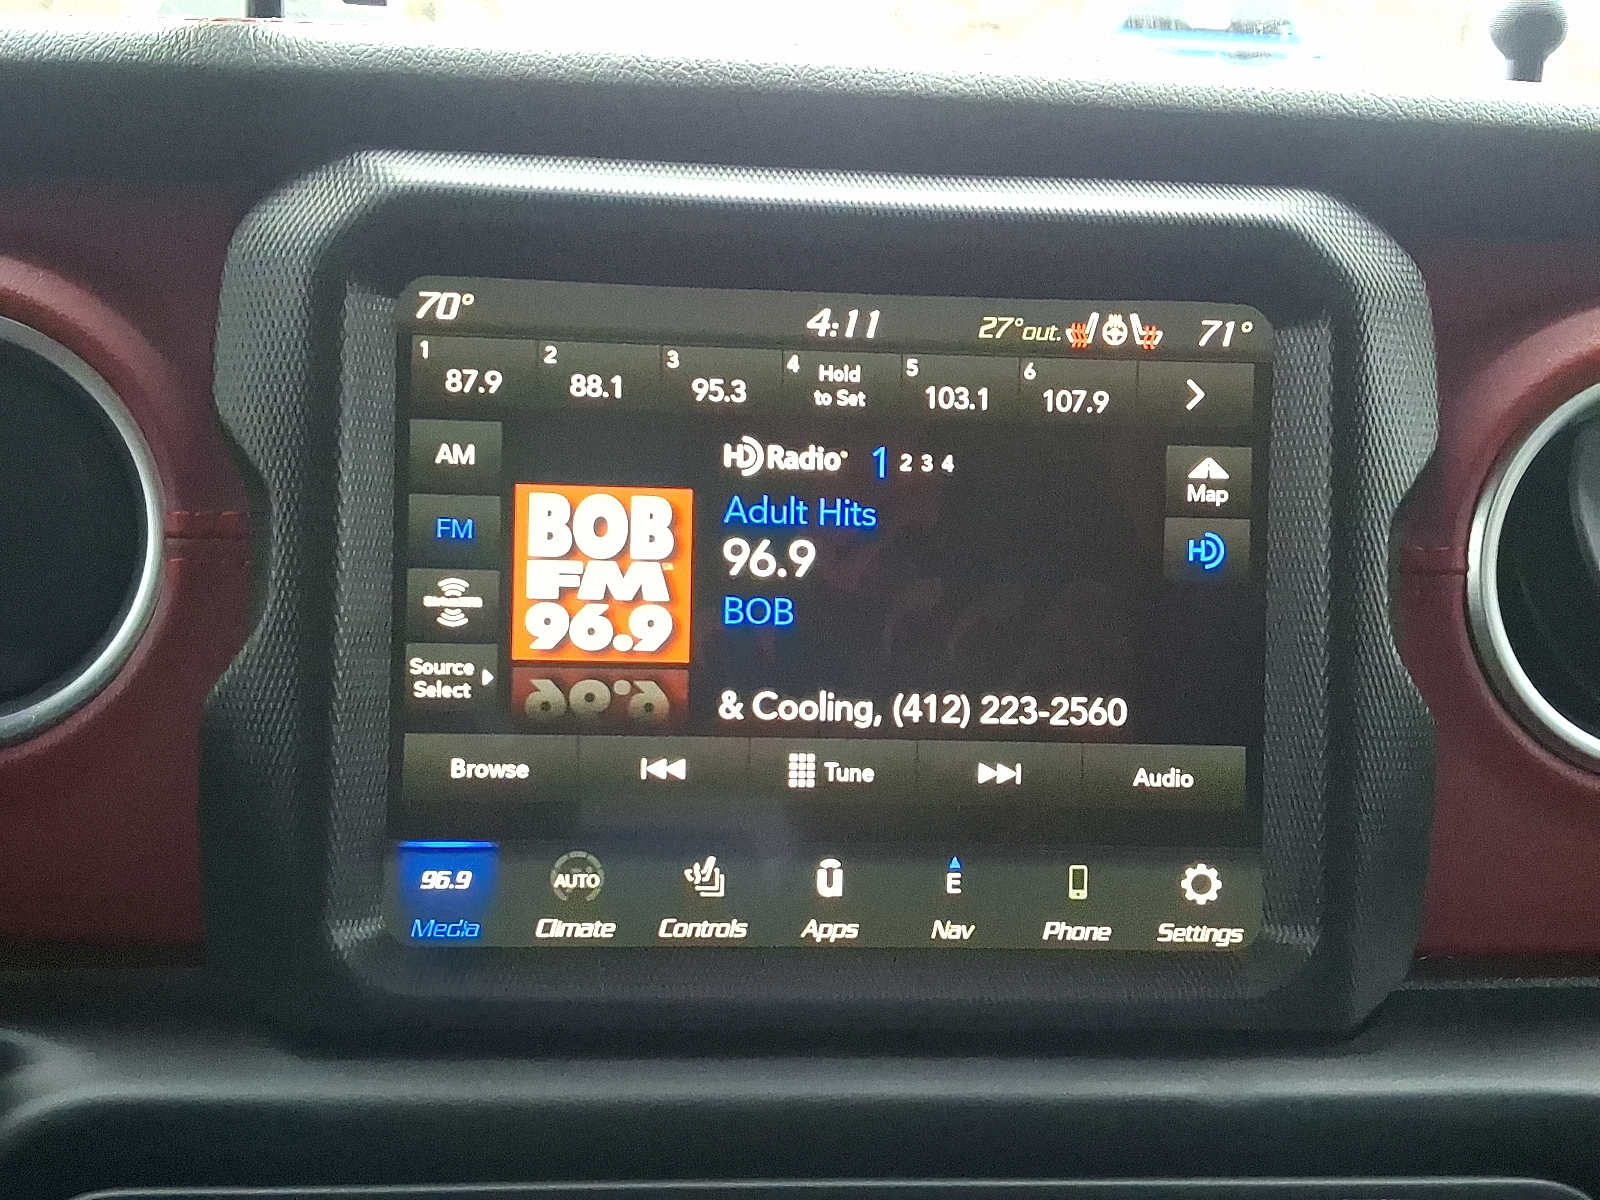 70° 4:11 27° out. 71°
1 87.9 2 88.1 3 95.3 4 Hold to Set 5 103.1 6 107.9
AM
HD Radio 1 2 3 4
Map
FM
BOB
FM
96.9
Adult Hits
96.9
BOB
HD
Source
Select
& Cooling, (412) 223-2560
Browse Tune Audio
96.9 AUTO u E
Media Climate Controls Apps Nav Phone Settings